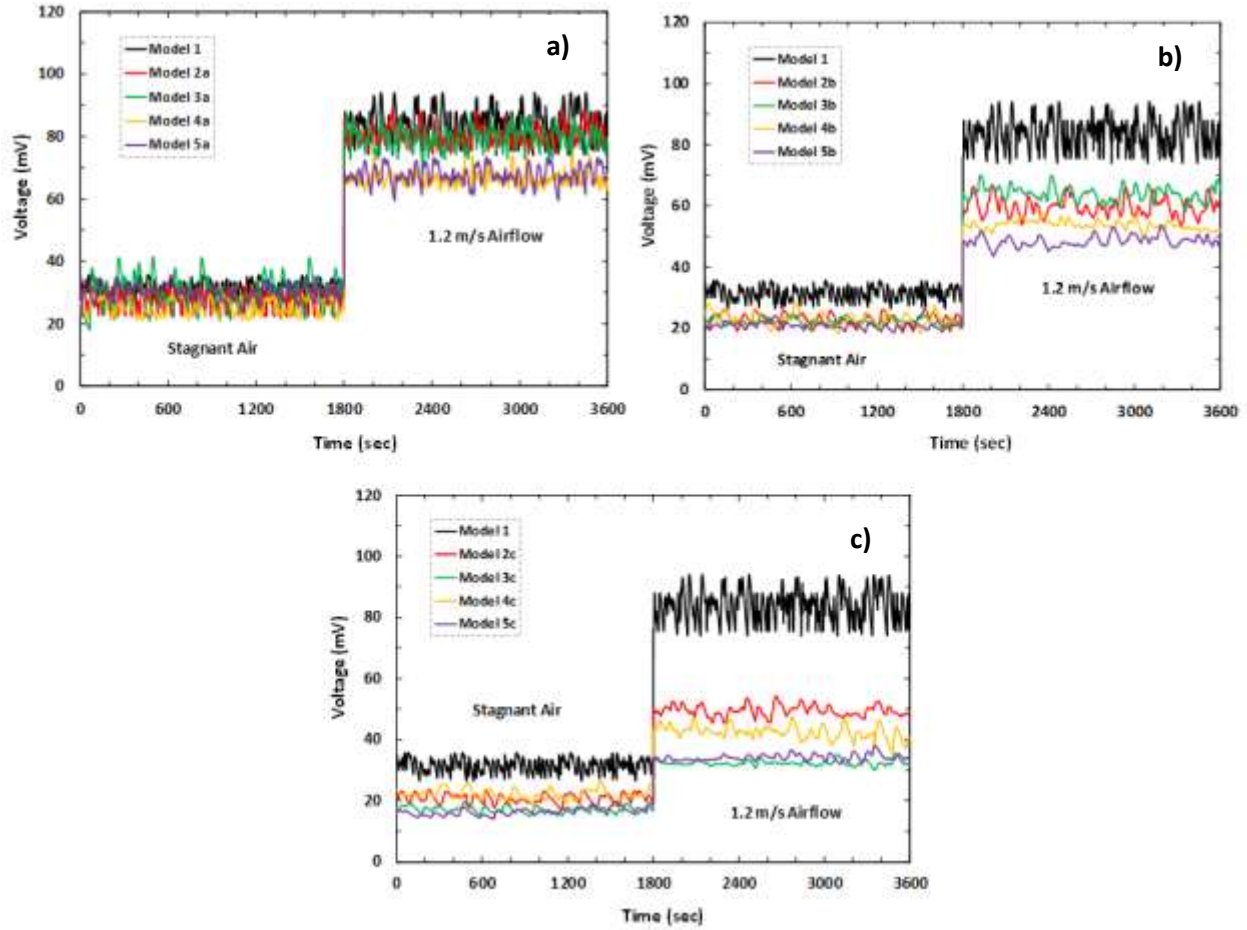 a)
Model 1
Model 2a
Model 3a
Model 4a
Model 5a
1.2 m/s Airflow
Stagnant Air
Voltage (mV)
120
100
80
60
40
20
0
0 600 1200 1800 2400 3000 3600
Time (sec)
b)
Model 1
Model 2b
Model 3b
Model 4b
Model 5b
1.2 m/s Airflow
Stagnant Air
Voltage (mV)
120
100
80
60
40
20
0
0 600 1200 1800 2400 3000 3600
Time (sec)
c)
Model 1
Model 2c
Model 3c
Model 4c
Model 5c
Stagnant Air
1.2 m/s Airflow
Voltage (mV)
120
100
80
60
40
20
0
0 600 1200 1800 2400 3000 3600
Time (sec)